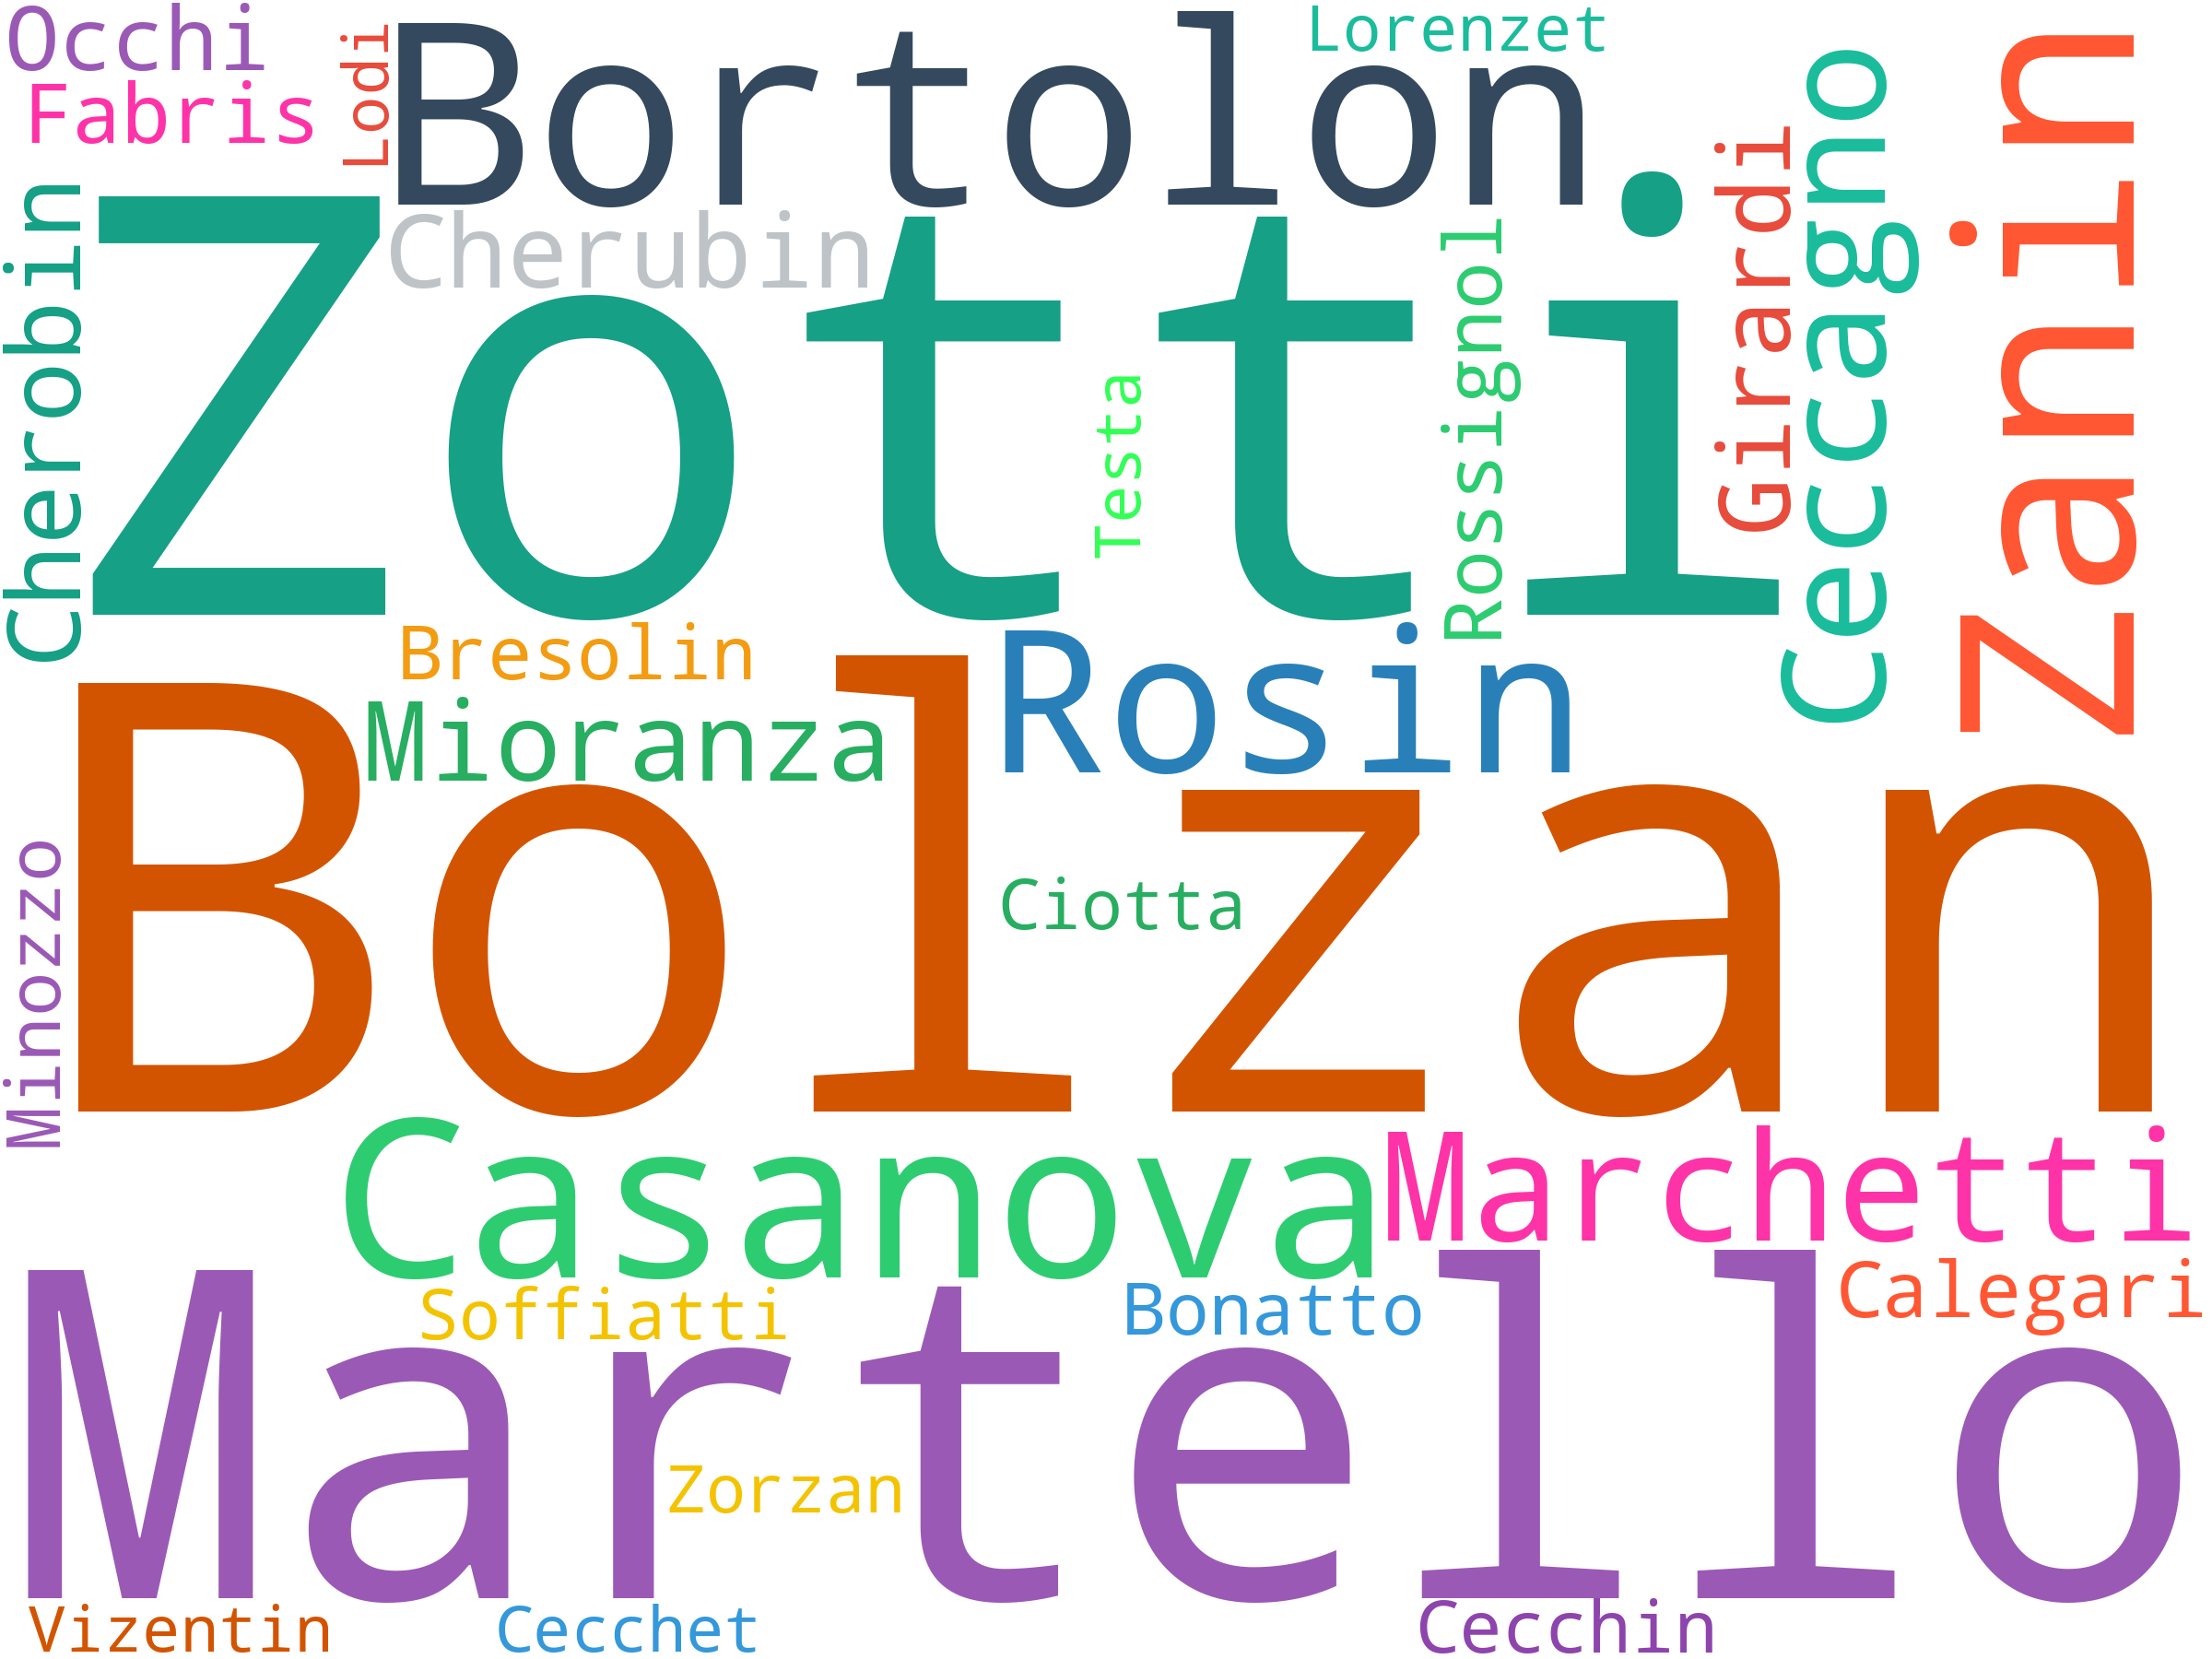 Occhi
Lodi
Bortolon
Lorenzet
Fabris
Cherobin
Zotti
Cherubin
Testa
Rossignol
Girardi
Ceccagno
zanin
Bresolin
Mioranza
Rosin
Minozzo
Bolzan
Ciotta
Casanova
Marchetti
Soffiatti
Bonatto
Calegari
Martello
Zorzan
Vizentin
Cecchet
Cecchin